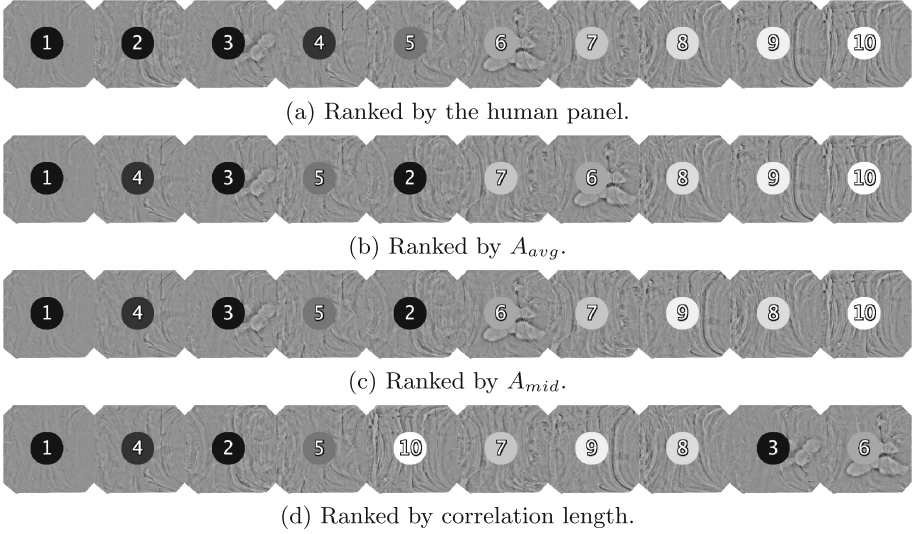 1 2 3 4 5 6 7 8 9 10
(a) Ranked by the human panel.
1 4 3 5 2 7 6 8 9 10
(b) Ranked by A_avg.
1 4 3 5 2 6 7 9 8 10
(c) Ranked by A_mid.
1 4 2 5 10 7 9 8 3 6
(d) Ranked by correlation length.